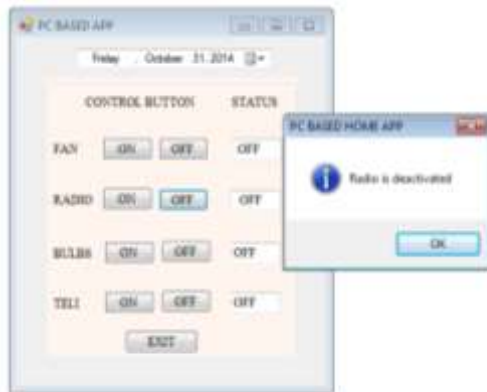 PC BASED APP
Friday , October 31, 2014
CONTROL BUTTON STATUS
FAN ON OFF OFF
RADIO ON OFF OFF
BULBS ON OFF OFF
TELI ON OFF OFF
EXIT
PC BASED HOME APP
Radio is deactivated
OK